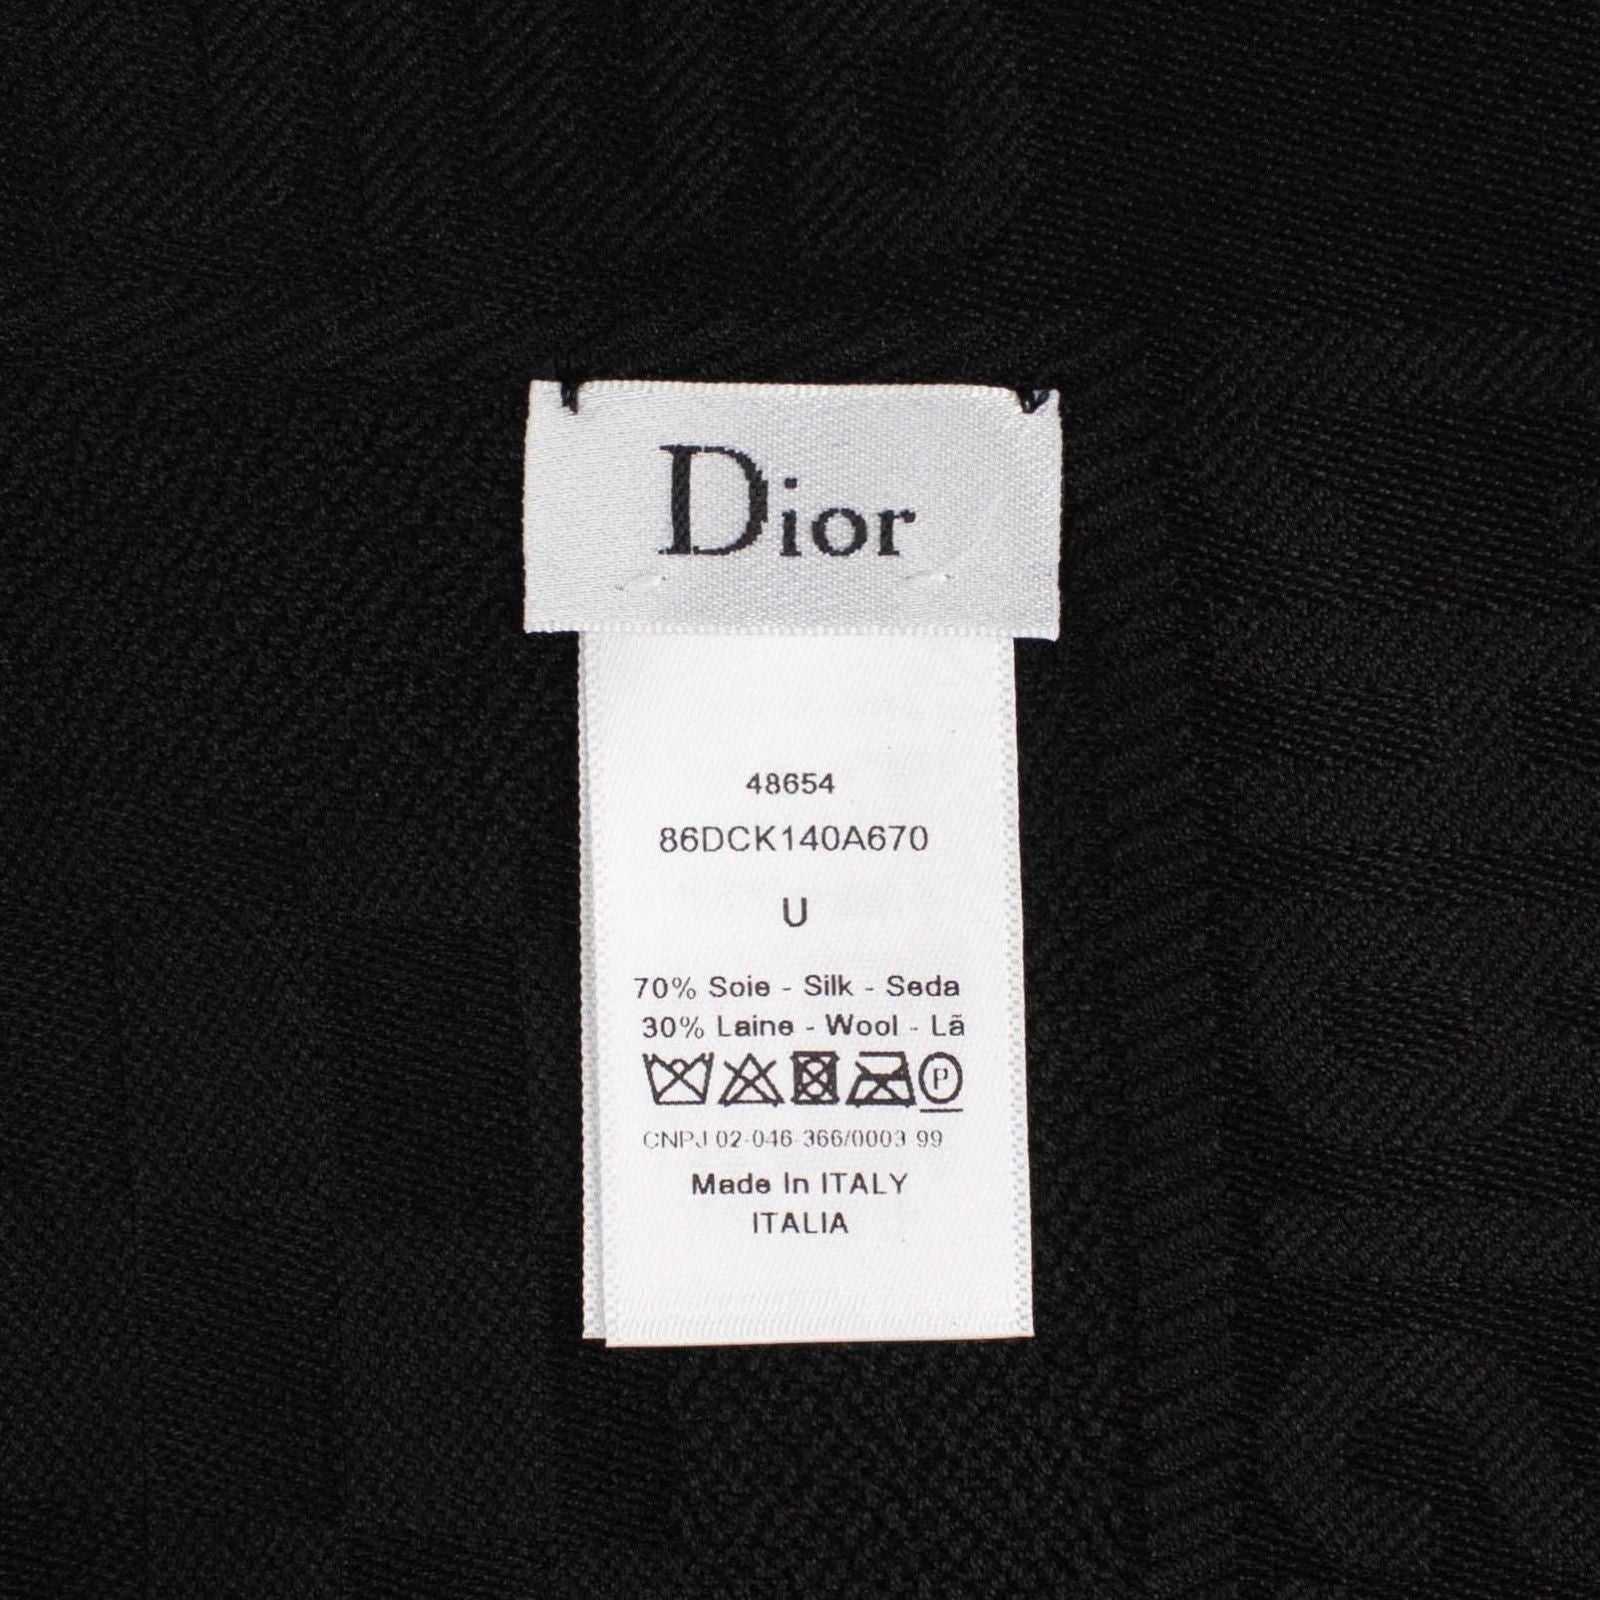 Dior
48654
86DCK140A670
U
70% Soie - Silk - Seda
30% Laine - Wool - Lã
P
CNPJ 02-046-366/0003-99
Made In ITALY
ITALIA